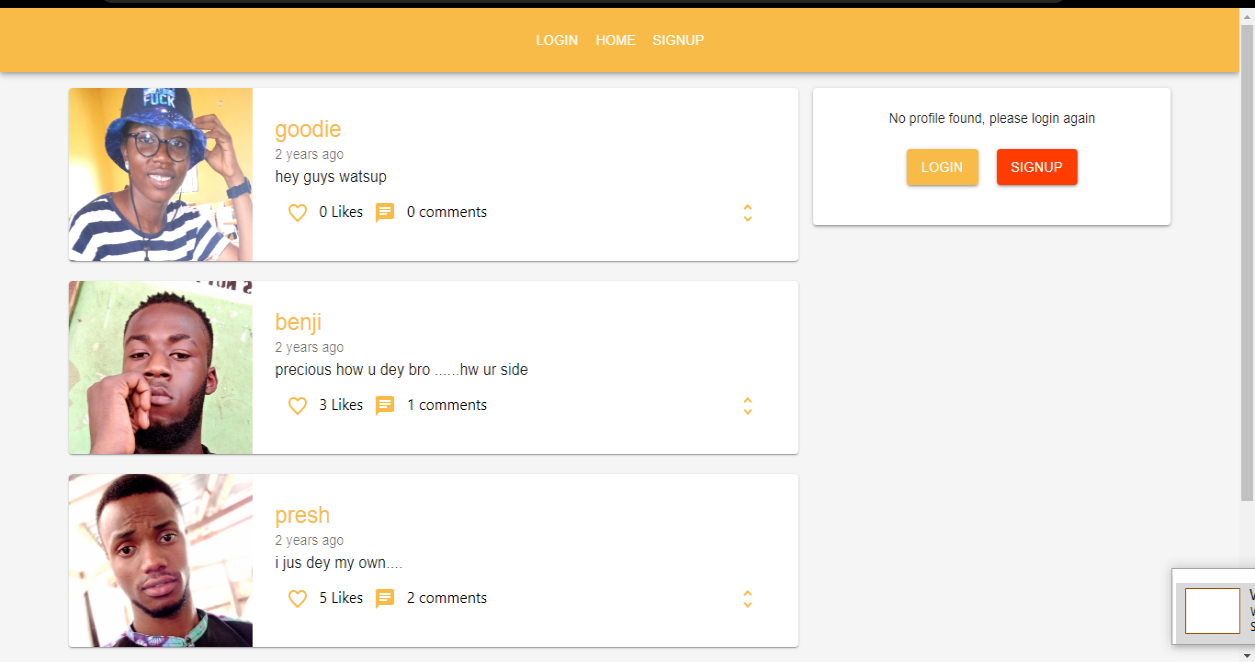 LOGIN HOME SIGNUP
FUCK
goodie
2 years ago
hey guys watsup
0 Likes 0 comments
benji
2 years ago
precious how u dey bro ......hw ur side
3 Likes 1 comments
presh
2 years ago
i jus dey my own....
5 Likes 2 comments
No profile found, please login again
LOGIN SIGNUP